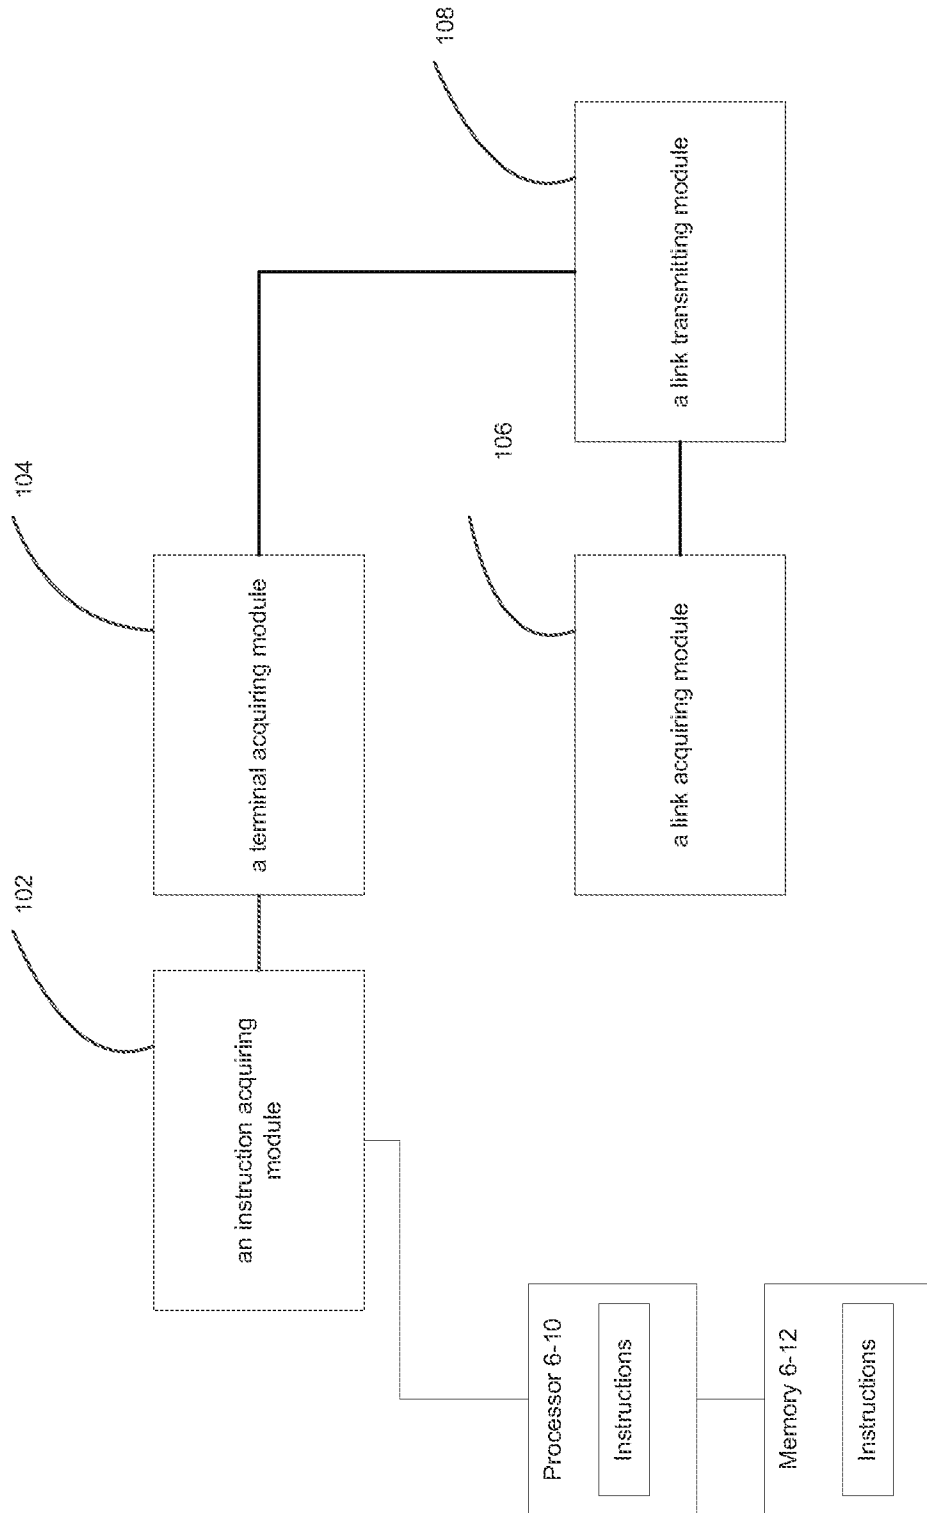 102
104
108
an instruction acquiring
module
a terminal acquiring module
106
Processor 6-10
Instructions
a link acquiring module
a link transmitting module
Memory 6-12
Instructions